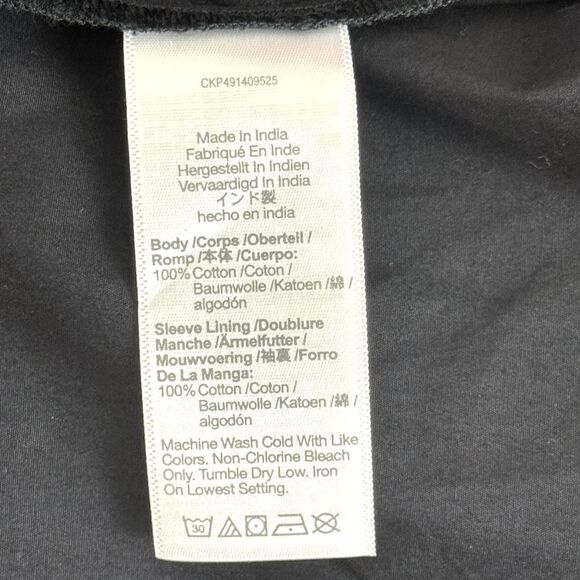 CKP491409525
Made In India
Fabriqué En Inde
Hergestellt In Indien
Vervaardigd In India
インド製
hecho en india
Body /Corps /Oberteil /
Romp /本体 /Cuerpo:
100% Cotton /Coton /
Baumwolle /Katoen /綿 /
algodón
Sleeve Lining /Doublure
Manche /Ärmelfutter /
Mouwvoering /袖裏 /Forro
De La Manga:
100% Cotton /Coton /
Baumwolle /Katoen /綿 /
algodón
Machine Wash Cold With Like
Colors. Non-Chlorine Bleach
Only. Tumble Dry Low. Iron
On Lowest Setting.
30